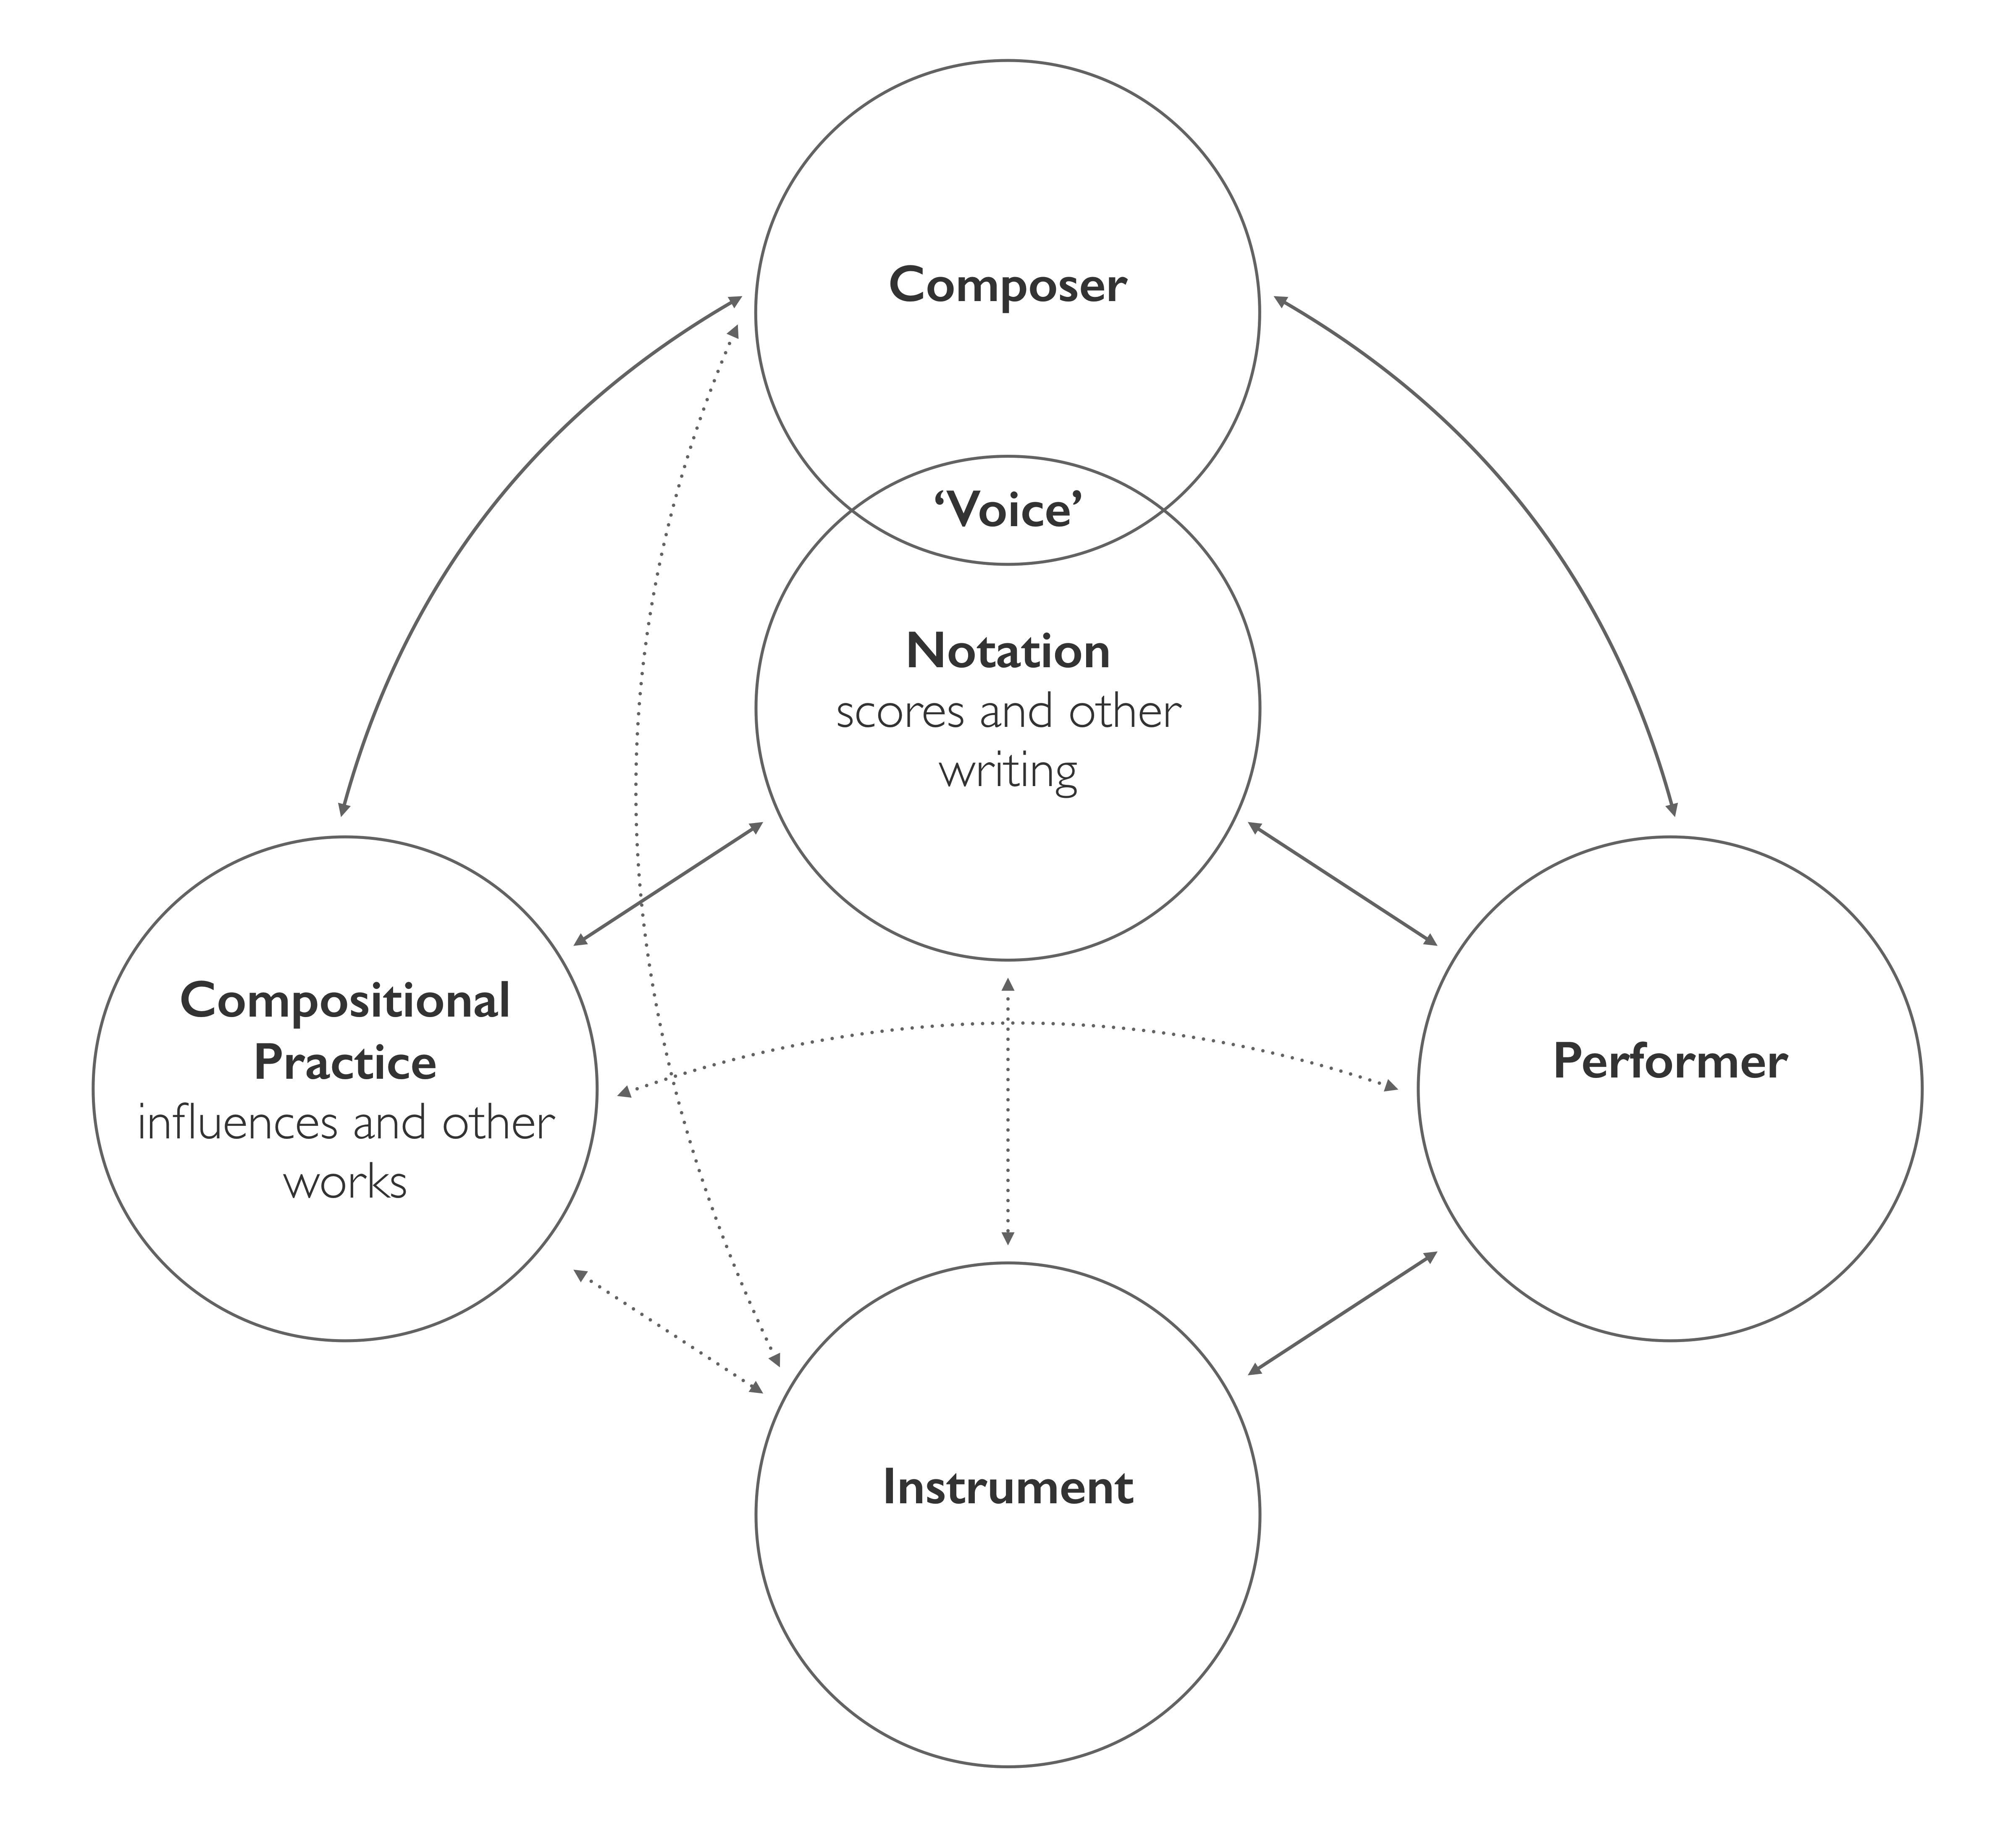 Composer
‘Voice’
Notation
scores and other
writing
Compositional
Practice
influences and other
works
Performer
Instrument